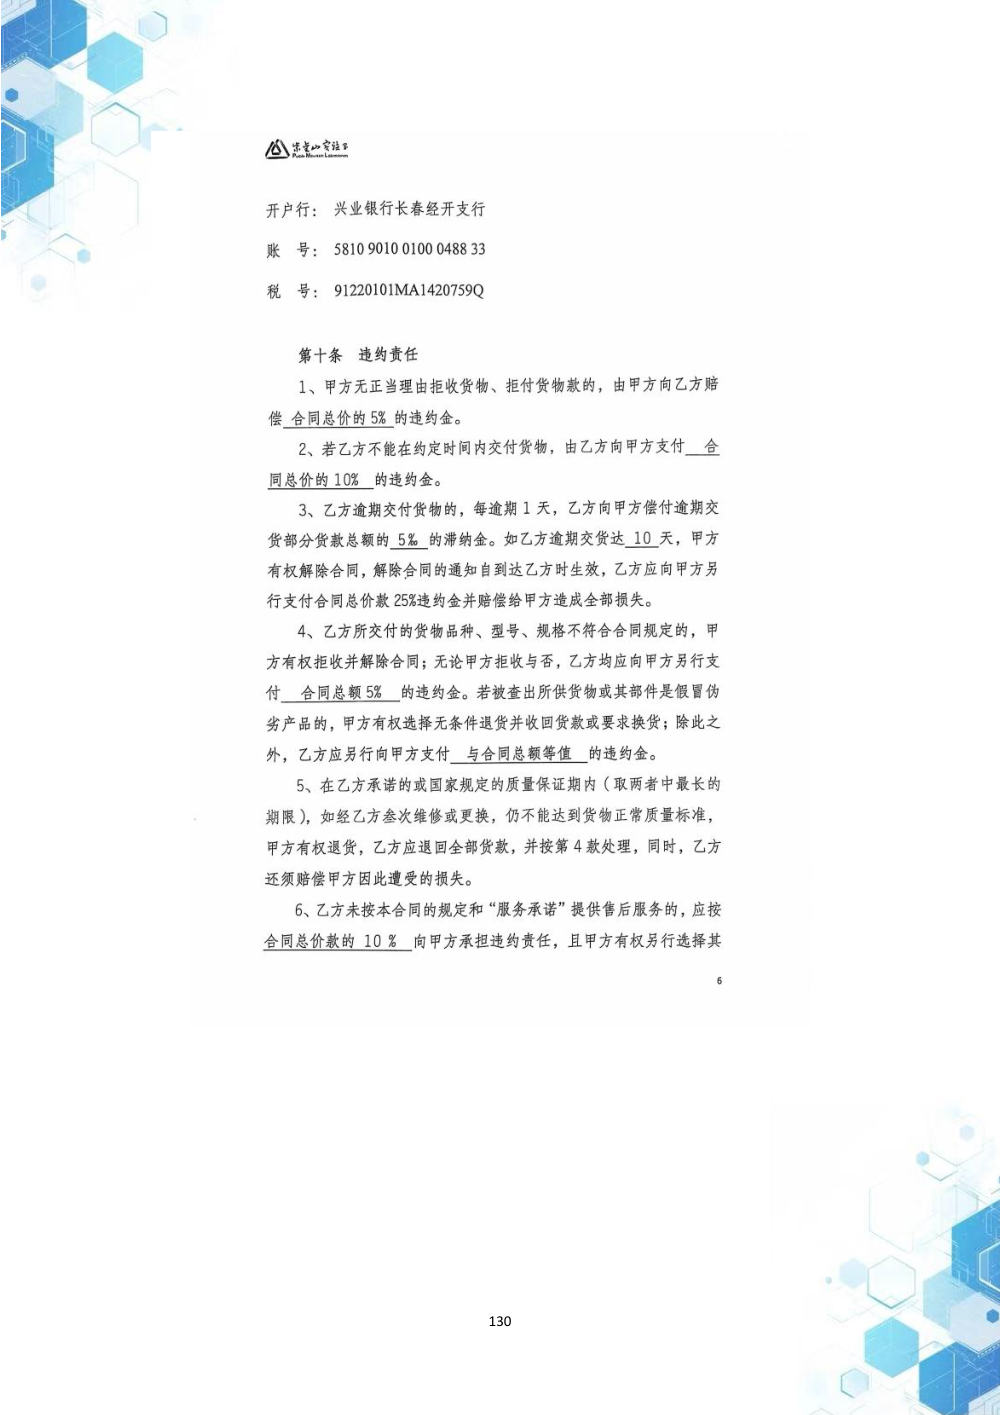 紫金山实验室
Purple Mountain Laboratories
开户行： 兴业银行长春经开支行
账 号： 5810 9010 0100 0488 33
税 号： 91220101MA1420759Q
第十条 违约责任
1、甲方无正当理由拒收货物、拒付货物款的，由甲方向乙方赔
偿 合同总价的 5% 的违约金。
2、若乙方不能在约定时间内交付货物，由乙方向甲方支付 合
同总价的 10% 的违约金。
3、乙方逾期交付货物的，每逾期 1 天，乙方向甲方偿付逾期交
货部分货款总额的 5‰ 的滞纳金。如乙方逾期交货达 10 天，甲方
有权解除合同，解除合同的通知自到达乙方时生效，乙方应向甲方另
行支付合同总价款 25%违约金并赔偿给甲方造成全部损失。
4、乙方所交付的货物品种、型号、规格不符合合同规定的，甲
方有权拒收并解除合同；无论甲方拒收与否，乙方均应向甲方另行支
付 合同总额 5% 的违约金。若被查出所供货物或其部件是假冒伪
劣产品的，甲方有权选择无条件退货并收回货款或要求换货；除此之
外，乙方应另行向甲方支付 与合同总额等值 的违约金。
5、在乙方承诺的或国家规定的质量保证期内（取两者中最长的
期限），如经乙方叁次维修或更换，仍不能达到货物正常质量标准，
甲方有权退货，乙方应退回全部货款，并按第 4 款处理，同时，乙方
还须赔偿甲方因此遭受的损失。
6、乙方未按本合同的规定和“服务承诺”提供售后服务的，应按
合同总价款的 10 % 向甲方承担违约责任，且甲方有权另行选择其
6
130